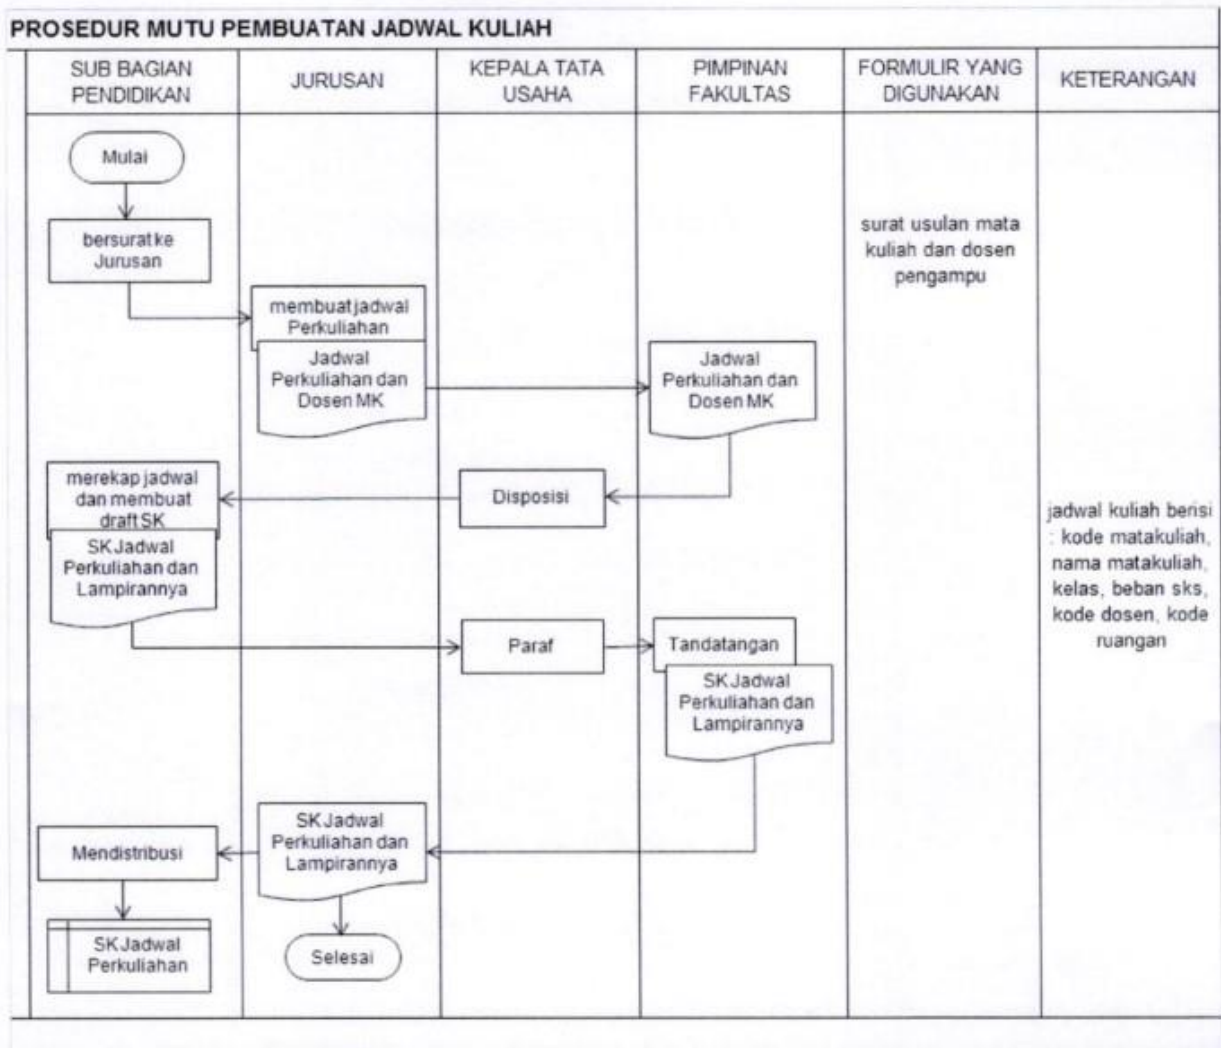 PROSEDUR MUTU PEMBUATAN JADWAL KULIAH
SUB BAGIAN
PENDIDIKAN
JURUSAN
KEPALA TATA
USAHA
PIMPINAN
FAKULTAS
FORMULIR YANG
DIGUNAKAN
KETERANGAN
Mulai
bersurat ke
Jurusan
surat usulan mata
kuliah dan dosen
pengampu
membuat jadwal
Perkuliahan
Jadwal
Perkuliahan dan
Dosen MK
Jadwal
Perkuliahan dan
Dosen MK
merekap jadwal
dan membuat
draft SK
SK Jadwal
Perkuliahan dan
Lampirannya
Disposisi
jadwal kuliah berisi
: kode matakuliah,
nama matakuliah,
kelas, beban sks,
kode dosen, kode
ruangan
Paraf
Tandatangan
SK Jadwal
Perkuliahan dan
Lampirannya
Mendistribusi
SK Jadwal
Perkuliahan dan
Lampirannya
SK Jadwal
Perkuliahan
Selesai